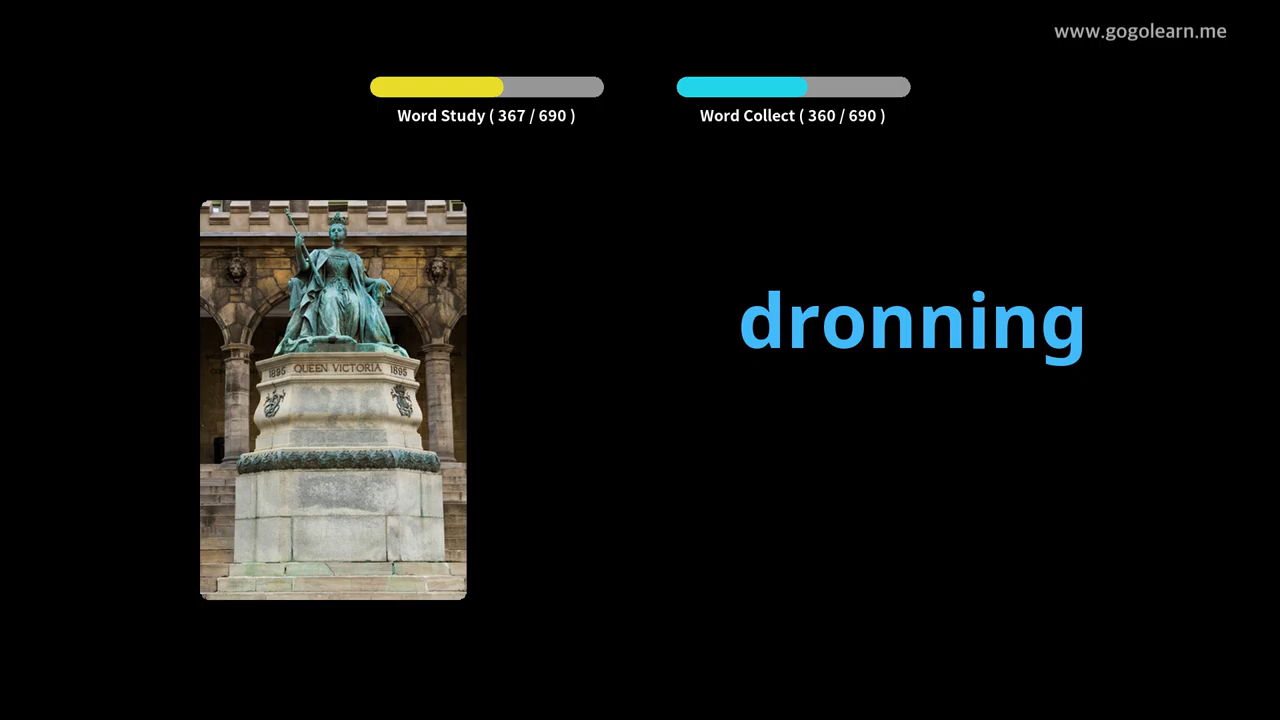 www.gogolearn.me
Word Study ( 367 / 690 )
Word Collect ( 360 / 690 )
dronning
1895 QUEEN VICTORIA 1895